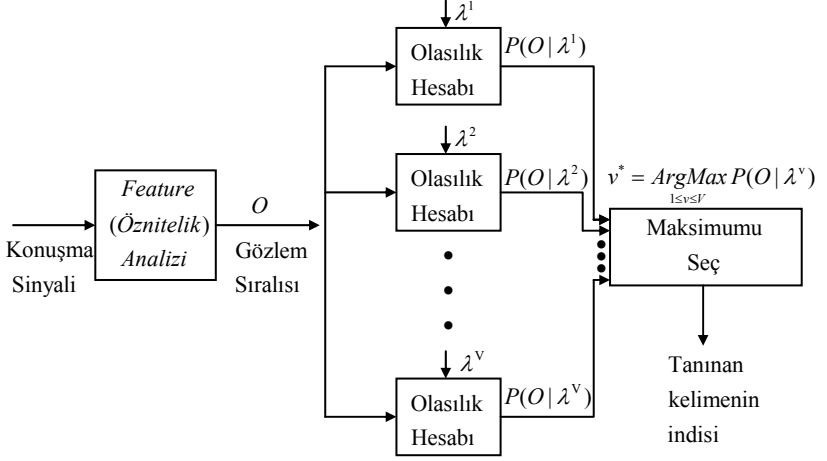 λ¹
Olasılık
Hesabı
P(O | λ¹)
λ²
Olasılık
Hesabı
P(O | λ²)
Feature
(Öznitelik)
Analizi
Konuşma
Sinyali
O
Gözlem
Sıralısı
v* = ArgMax P(O | λᵛ)
1≤v≤V
Maksimumu
Seç
λⱽ
Olasılık
Hesabı
P(O | λⱽ)
Tanınan
kelimenin
indisi